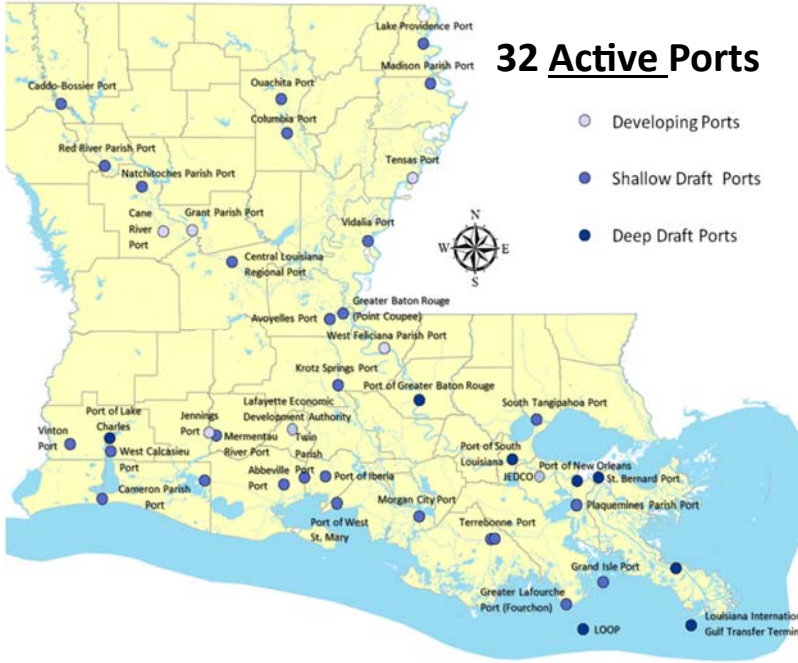 32 Active Ports
Developing Ports
Shallow Draft Ports
Deep Draft Ports
N
W
E
S
Lake Providence Port
Madison Parish Port
Caddo-Bossier Port
Ouachita Port
Columbia Port
Red River Parish Port
Natchitoches Parish Port
Tensas Port
Cane
River
Port
Grant Parish Port
Vidalia Port
Central Louisiana
Regional Port
Avoyelles Port
Greater Baton Rouge
(Point Coupee)
West Feliciana Parish Port
Krotz Springs Port
Port of Greater Baton Rouge
South Tangipahoa Port
Vinton
Port
Port of Lake
Charles
West Calcasieu
Port
Cameron Parish
Port
Jennings
Port
Mermentau
River Port
Lafayette Economic
Development Authority
Twin
Parish
Port
Abbeville
Port
Port of Iberia
Port of West
St. Mary
Morgan City Port
Port of South
Louisiana
JEDCO
Port of New Orleans
St. Bernard Port
Plaquemines Parish Port
Terrebonne Port
Grand Isle Port
Greater Lafourche
Port (Fourchon)
LOOP
Louisiana Internation
Gulf Transfer Termin